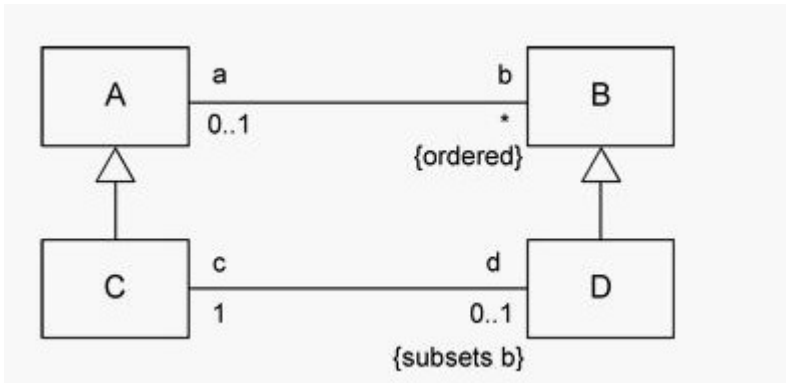 a b
A B
0..1 *
{ordered}
c d
C D
1 0..1
{subsets b}